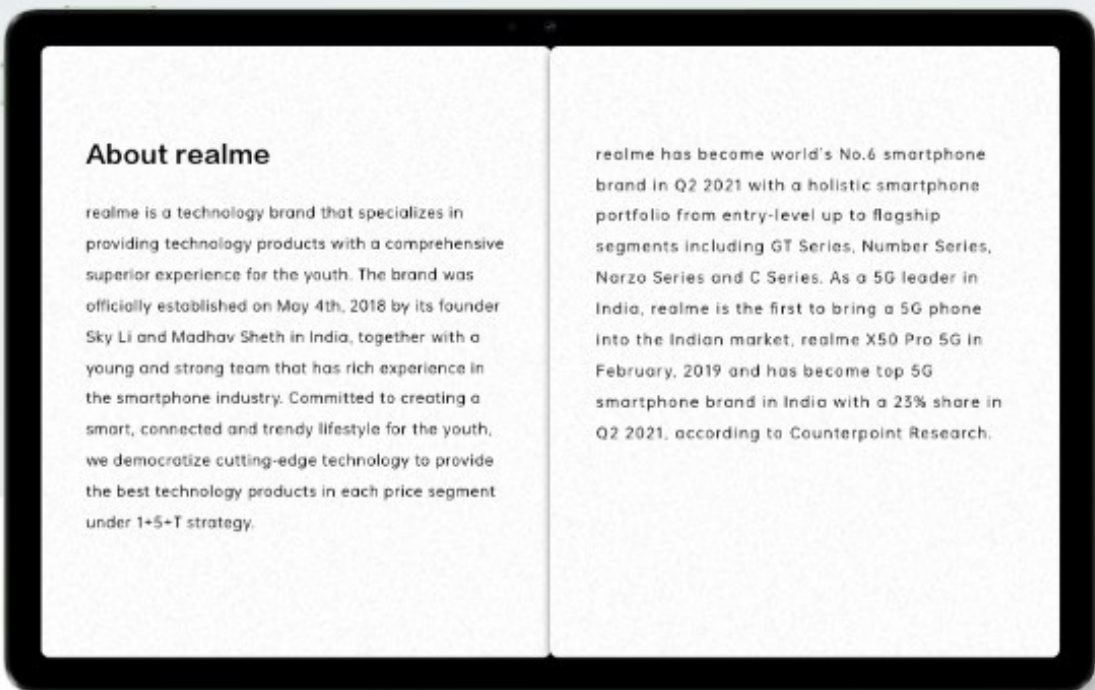 About realme
realme is a technology brand that specializes in
providing technology products with a comprehensive
superior experience for the youth. The brand was
officially established on May 4th, 2018 by its founder
Sky Li and Madhav Sheth in India, together with a
young and strong team that has rich experience in
the smartphone industry. Committed to creating a
smart, connected and trendy lifestyle for the youth,
we democratize cutting-edge technology to provide
the best technology products in each price segment
under 1+5+T strategy.
realme has become world's No.6 smartphone
brand in Q2 2021 with a holistic smartphone
portfolio from entry-level up to flagship
segments including GT Series, Number Series,
Narzo Series and C Series. As a 5G leader in
India, realme is the first to bring a 5G phone
into the Indian market, realme X50 Pro 5G in
February, 2019 and has become top 5G
smartphone brand in India with a 23% share in
Q2 2021, according to Counterpoint Research.